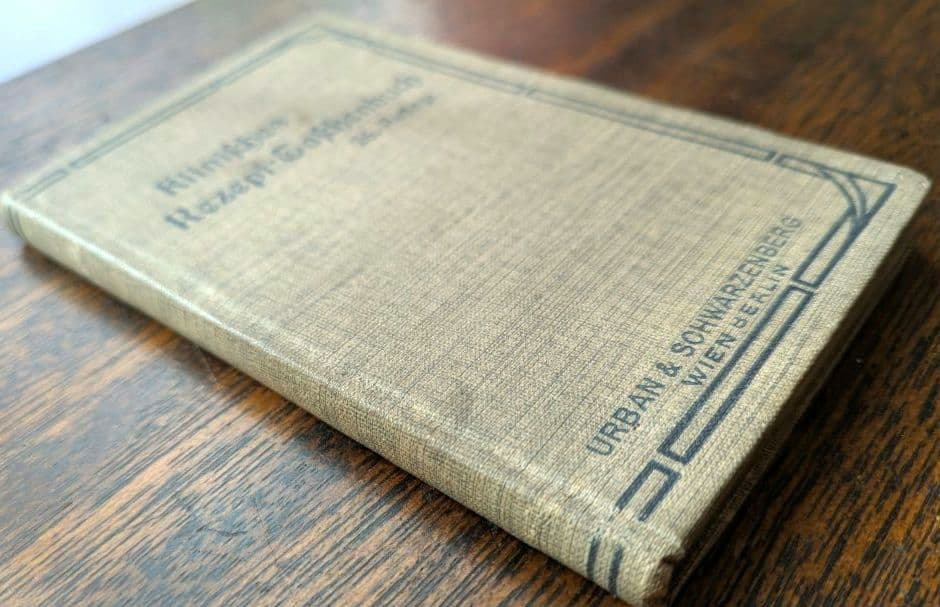 Klinisches
Rezept-Taschenbuch
URBAN & SCHWARZENBERG
WIEN BERLIN